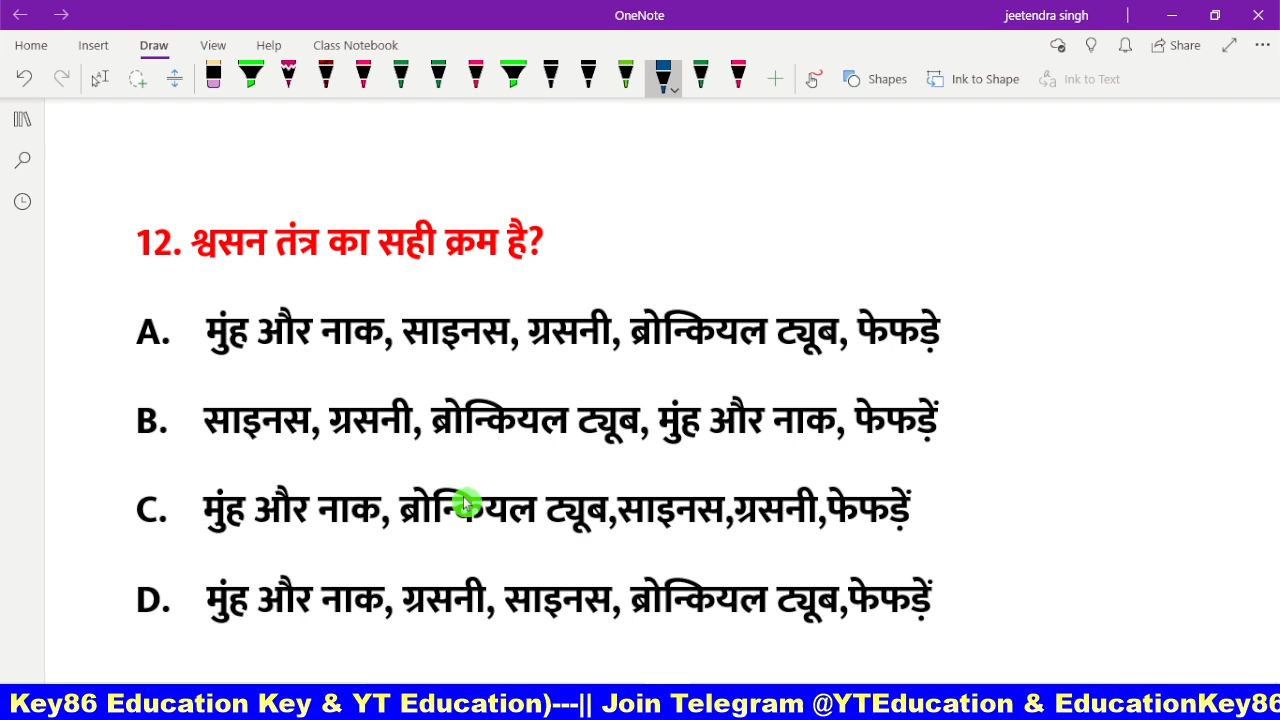 OneNote
jeetendra singh
Home Insert Draw View Help Class Notebook
Share
Shapes Ink to Shape Ink to Text
12. श्वसन तंत्र का सही क्रम है?
A. मुंह और नाक, साइनस, ग्रसनी, ब्रोन्कियल ट्यूब, फेफड़े
B. साइनस, ग्रसनी, ब्रोन्कियल ट्यूब, मुंह और नाक, फेफड़ें
C. मुंह और नाक, ब्रोन्कियल ट्यूब,साइनस,ग्रसनी,फेफड़ें
D. मुंह और नाक, ग्रसनी, साइनस, ब्रोन्कियल ट्यूब,फेफड़ें
Key86 Education Key & YT Education)---|| Join Telegram @YTEducation & EducationKey86